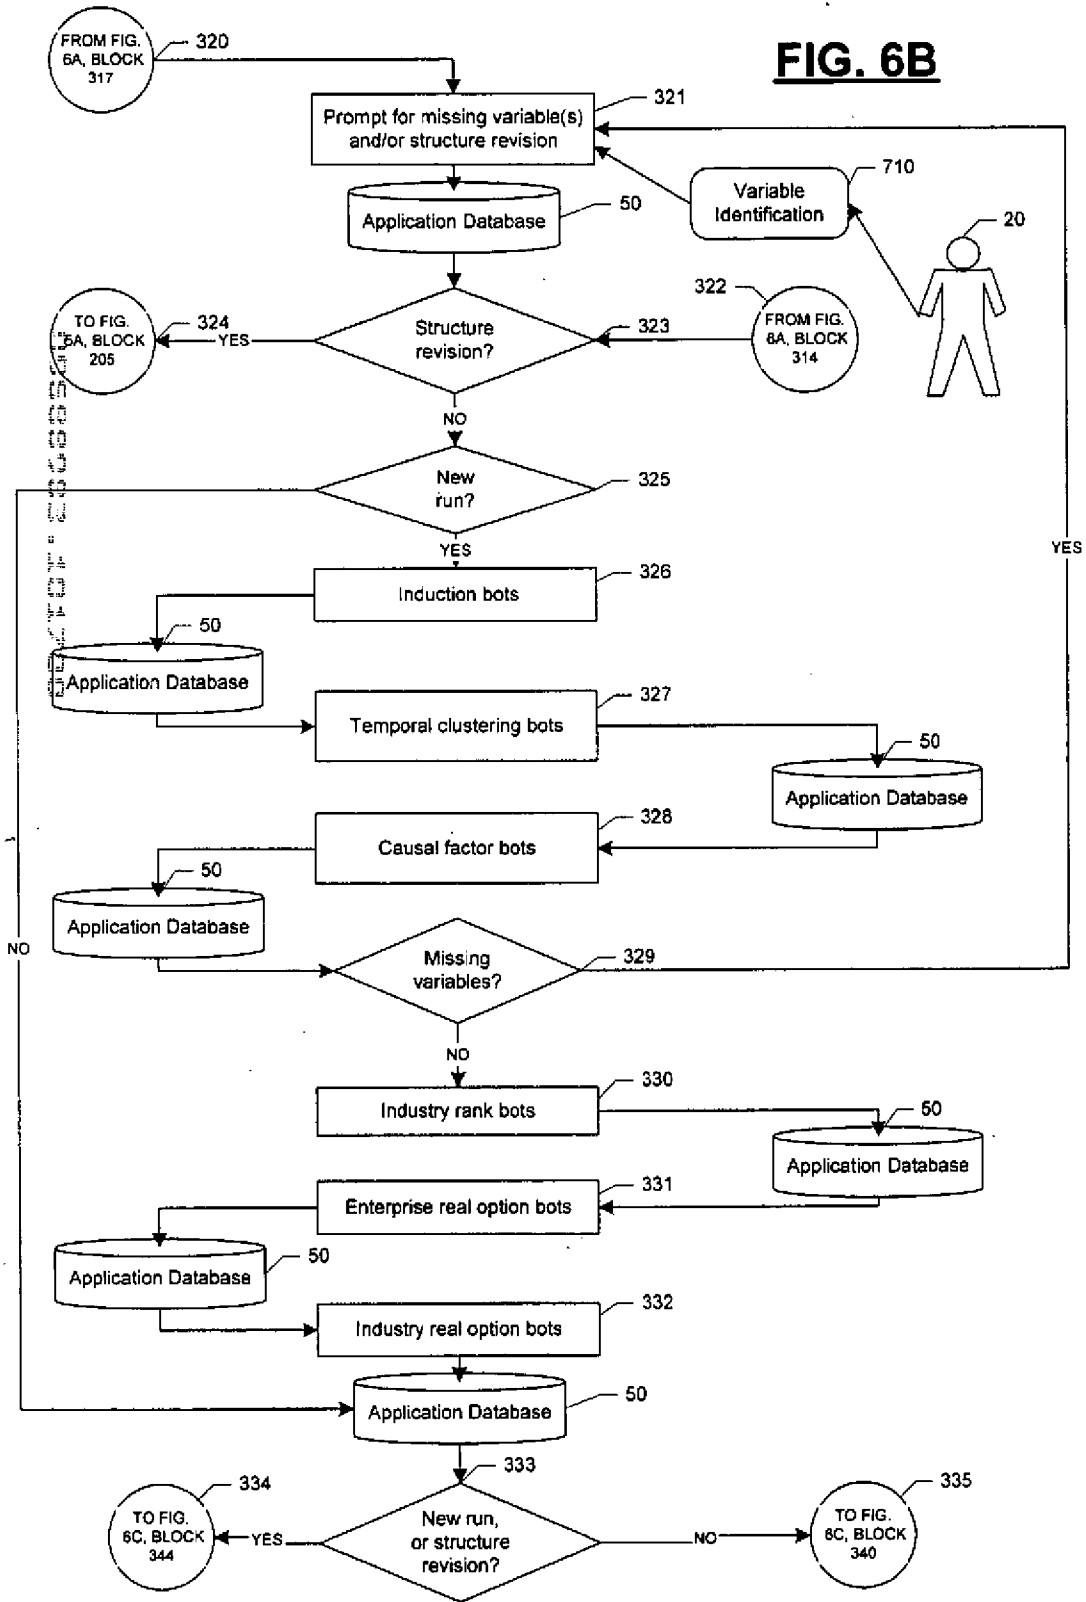 FIG. 6B
FROM FIG.
6A, BLOCK
317
320
Prompt for missing variable(s)
and/or structure revision
321
Application Database
50
Variable
Identification
710
20
TO FIG.
6A, BLOCK
205
324
YES
Structure
revision?
323
322
FROM FIG.
6A, BLOCK
314
NO
New
run?
325
YES
YES
Induction bots
326
50
Application Database
Temporal clustering bots
327
50
Application Database
Causal factor bots
328
50
Application Database
NO
Missing
variables?
329
NO
Industry rank bots
330
50
Application Database
Enterprise real option bots
331
Application Database
50
Industry real option bots
332
Application Database
50
333
334
TO FIG.
6C, BLOCK
344
YES
New run,
or structure
revision?
NO
335
TO FIG.
6C, BLOCK
340